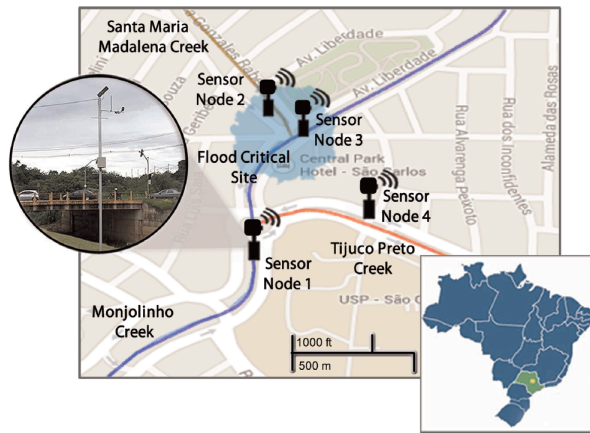 Santa Maria
Madalena Creek
Av. Liberdade
Av. Liberdade
Sensor
Node 2
Sensor
Node 3
Flood Critical
Site
Central Park
Hotel - São Carlos
Rua Alvarenga Peixoto
Rua dos Inconfidentes
Alameda das Rosas
Sensor
Node 4
Tijuco Preto
Creek
Sensor
Node 1
Monjolinho
Creek
USP - São C
1000 ft
500 m